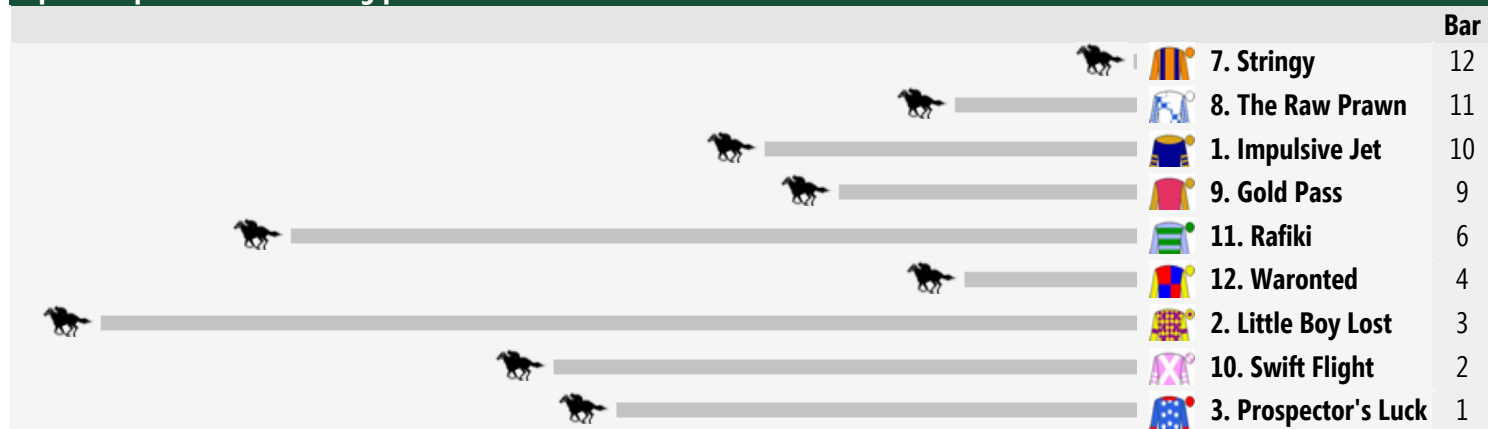 Bar
7. Stringy 12
8. The Raw Prawn 11
1. Impulsive Jet 10
9. Gold Pass 9
11. Rafiki 6
12. Waronted 4
2. Little Boy Lost 3
10. Swift Flight 2
3. Prospector's Luck 1